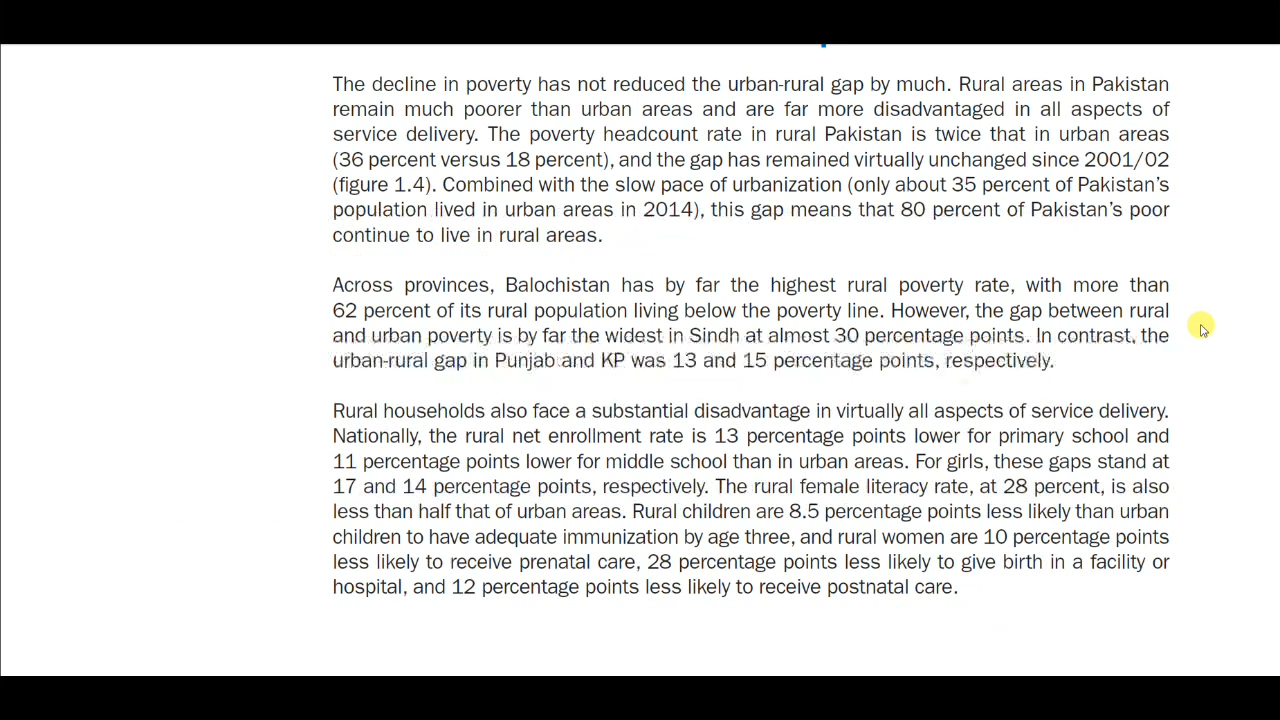 The decline in poverty has not reduced the urban-rural gap by much. Rural areas in Pakistan
remain much poorer than urban areas and are far more disadvantaged in all aspects of
service delivery. The poverty headcount rate in rural Pakistan is twice that in urban areas
(36 percent versus 18 percent), and the gap has remained virtually unchanged since 2001/02
(figure 1.4). Combined with the slow pace of urbanization (only about 35 percent of Pakistan's
population lived in urban areas in 2014), this gap means that 80 percent of Pakistan's poor
continue to live in rural areas.
Across provinces, Balochistan has by far the highest rural poverty rate, with more than
62 percent of its rural population living below the poverty line. However, the gap between rural
and urban poverty is by far the widest in Sindh at almost 30 percentage points. In contrast, the
urban-rural gap in Punjab and KP was 13 and 15 percentage points, respectively.
Rural households also face a substantial disadvantage in virtually all aspects of service delivery.
Nationally, the rural net enrollment rate is 13 percentage points lower for primary school and
11 percentage points lower for middle school than in urban areas. For girls, these gaps stand at
17 and 14 percentage points, respectively. The rural female literacy rate, at 28 percent, is also
less than half that of urban areas. Rural children are 8.5 percentage points less likely than urban
children to have adequate immunization by age three, and rural women are 10 percentage points
less likely to receive prenatal care, 28 percentage points less likely to give birth in a facility or
hospital, and 12 percentage points less likely to receive postnatal care.